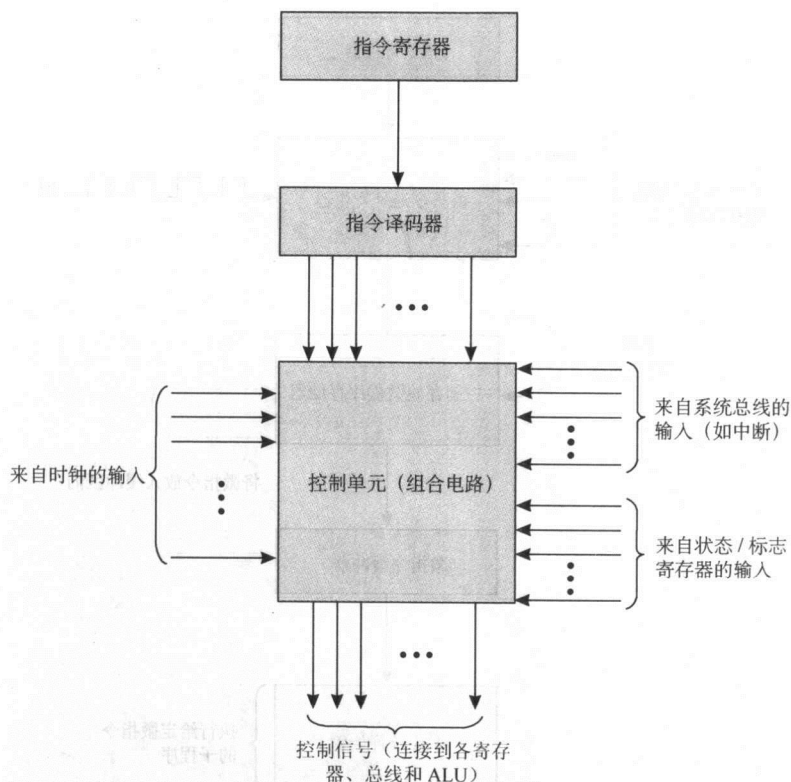 指令寄存器
指令译码器
来自系统总线的
输入（如中断）
来自时钟的输入
控制单元（组合电路）
来自状态/标志
寄存器的输入
控制信号（连接到各寄存
器、总线和ALU）